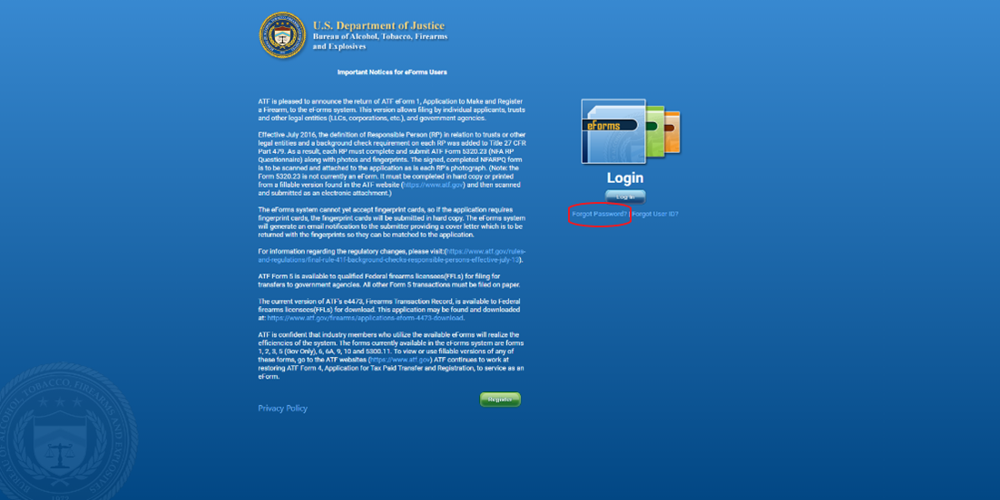 U.S. Department of Justice
Bureau of Alcohol, Tobacco, Firearms
and Explosives
Important Notices for eForms Users
ATF is pleased to announce the return of ATF eForm 1, Application to Make and Register
a Firearm, to the eForms system. This version allows filing by individual applicants, trusts
and other legal entities (LLCs, corporations, etc.), and government agencies.
Effective July 2016, the definition of Responsible Person (RP) in relation to trusts or other
legal entities and a background check requirement on each RP was added to Title 27 CFR
Part 479. As a result, each RP must complete and submit ATF Form 5320.23 (NFA RP
Questionnaire) along with photos and fingerprints. The signed, completed NFARPQ form
is to be scanned and attached to the application as is each RP's photograph. (Note: the
Form 5320.23 is not currently an eForm. It must be completed in hard copy or printed
from a fillable version found in the ATF website (https://www.atf.gov) and then scanned
and submitted as an electronic attachment.)
The eForms system cannot yet accept fingerprint cards, so if the application requires
fingerprint cards, the fingerprint cards will be submitted in hard copy. The eForms system
will generate an email notification to the submitter providing a cover letter which is to be
returned with the fingerprints so they can be matched to the application.
For information regarding the regulatory changes, please visit:(https://www.atf.gov/rules-
and-regulations/final-rule-41f-background-checks-responsible-persons-effective-july-13).
ATF Form 5 is available to qualified Federal firearms licensees(FFLs) for filing for
transfers to government agencies. All other Form 5 transactions must be filed on paper.
The current version of ATF's e4473, Firearms Transaction Record, is available to Federal
firearms licensees(FFLs) for download. This application may be found and downloaded
at: https://www.atf.gov/firearms/applications-eform-4473-download.
ATF is confident that industry members who utilize the available eForms will realize the
efficiencies of the system. The forms currently available in the eForms system are forms
1, 2, 3, 5 (Gov Only), 6, 6A, 9, 10 and 5300.11. To view or use fillable versions of any of
these forms, go to the ATF websites (https://www.atf.gov) ATF continues to work at
restoring ATF Form 4, Application for Tax Paid Transfer and Registration, to service as an
eForm.
Privacy Policy
Register
eForms
Login
Log In
Forgot Password? | Forgot User ID?
BUREAU OF ALCOHOL, TOBACCO, FIREARMS AND EXPLOSIVES
1972